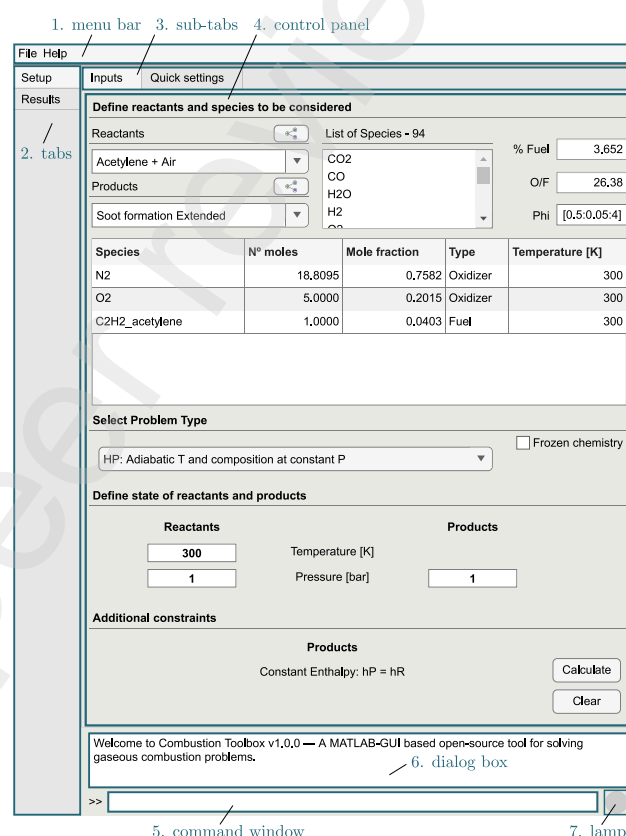 1. menu bar 3. sub-tabs 4. control panel
File Help
Setup
Results
2. tabs
Inputs Quick settings
Define reactants and species to be considered
Reactants List of Species - 94
Acetylene + Air
Products
Soot formation Extended
CO2
CO
H2O
H2
% Fuel 3.652
O/F 26.38
Phi [0.5:0.05:4]
Species Nº moles Mole fraction Type Temperature [K]
N2 18.8095 0.7582 Oxidizer 300
O2 5.0000 0.2015 Oxidizer 300
C2H2_acetylene 1.0000 0.0403 Fuel 300
Select Problem Type
Frozen chemistry
HP: Adiabatic T and composition at constant P
Define state of reactants and products
Reactants Products
300 Temperature [K]
1 Pressure [bar] 1
Additional constraints
Products
Constant Enthalpy: hP = hR
Calculate
Clear
Welcome to Combustion Toolbox v1.0.0 — A MATLAB-GUI based open-source tool for solving
gaseous combustion problems.
6. dialog box
>>
5. command window 7. lamp